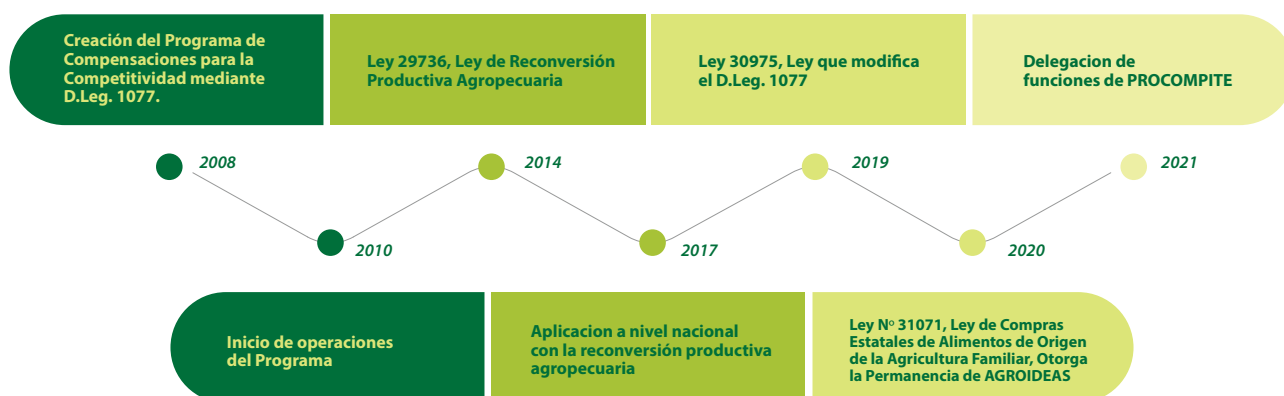 Creación del Programa de
Compensaciones para la
Competitividad mediante
D.Leg. 1077.
Ley 29736, Ley de Reconversión
Productiva Agropecuaria
Ley 30975, Ley que modifica
el D.Leg. 1077
Delegacion de
funciones de PROCOMPITE
2008
2014
2019
2021
2010
2017
2020
Inicio de operaciones
del Programa
Aplicacion a nivel nacional
con la reconversión productiva
agropecuaria
Ley Nº 31071, Ley de Compras
Estatales de Alimentos de Origen
de la Agricultura Familiar, Otorga
la Permanencia de AGROIDEAS